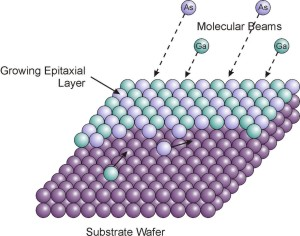 As
As
Molecular Beams
Ga
Ga
Growing Epitaxial
Layer
Substrate Wafer